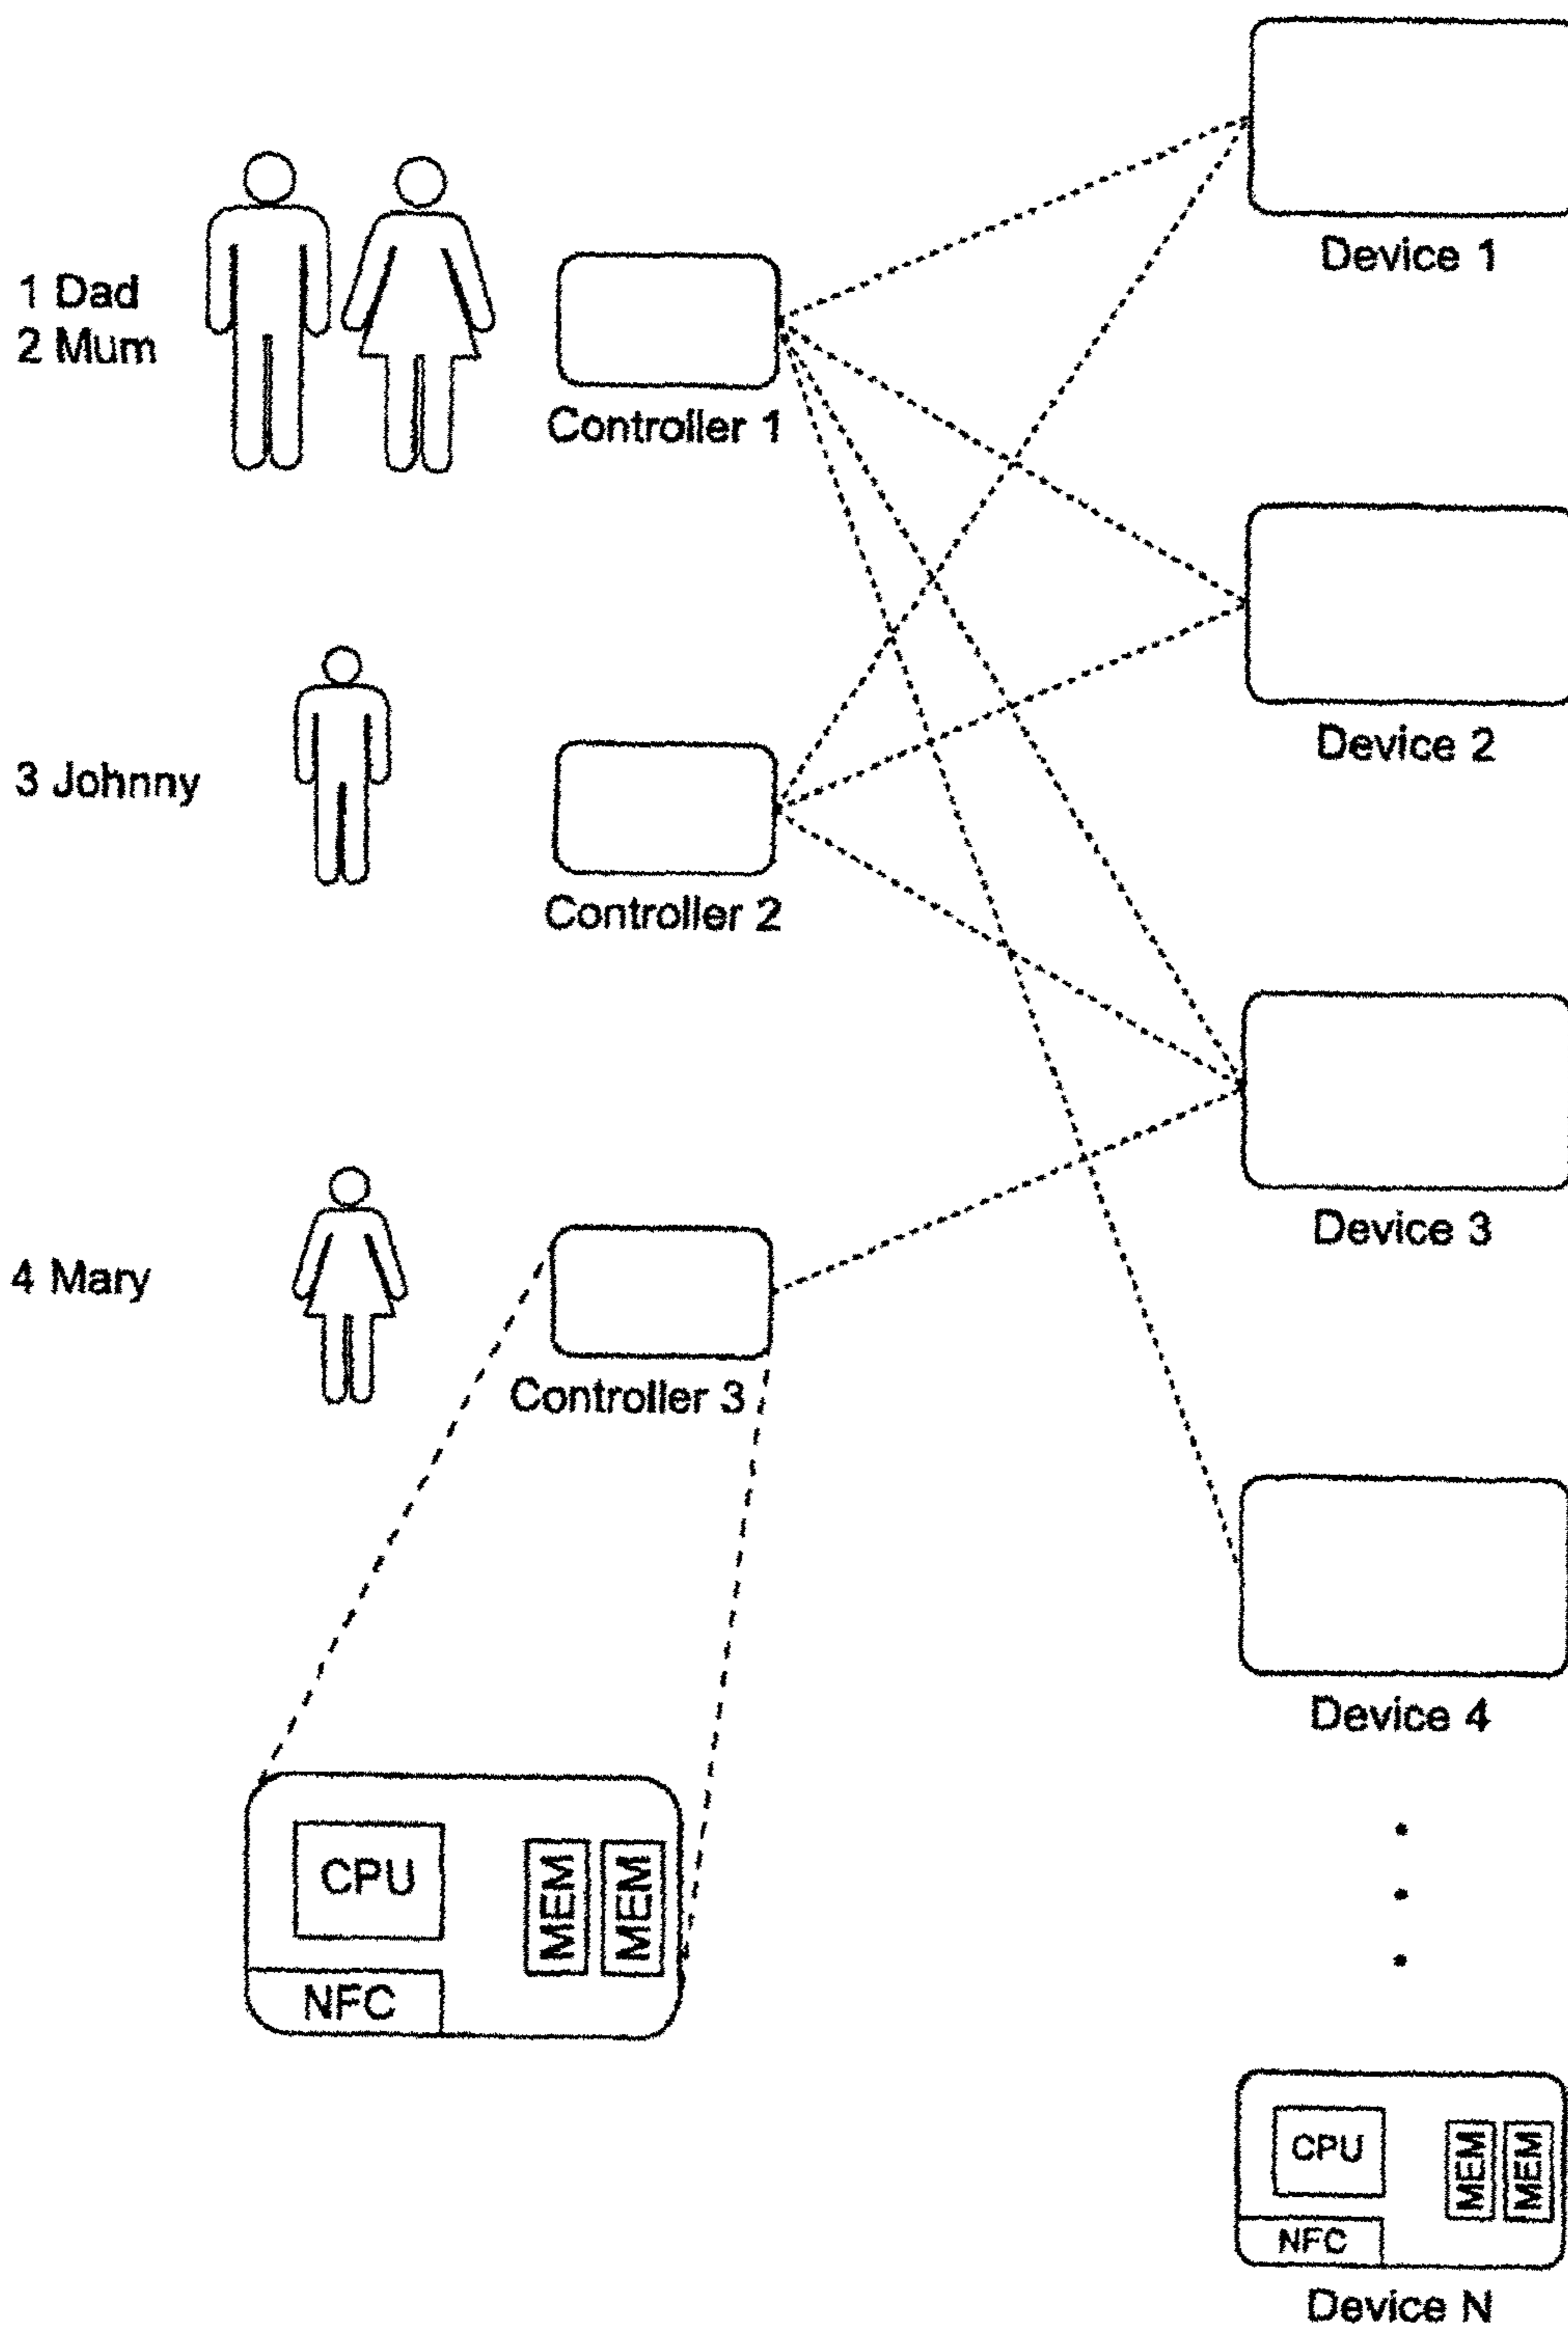 Device 1
1 Dad
2 Mum
Controller 1
Device 2
3 Johnny
Controller 2
Device 3
4 Mary
Controller 3
Device 4
CPU
MEM
MEM
NFC
CPU
MEM
MEM
NFC
Device N